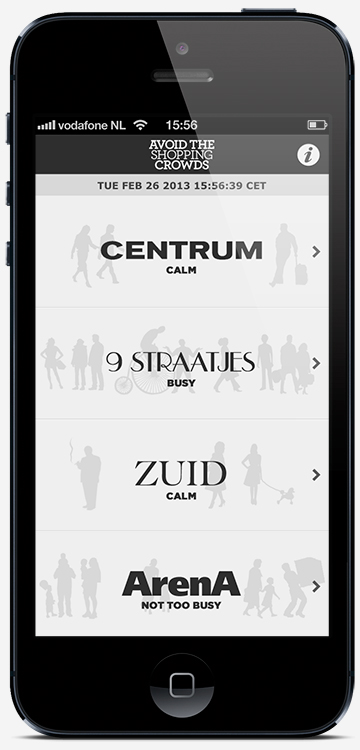 vodafone NL 15:56
AVOID THE
SHOPPING
CROWDS
i
TUE FEB 26 2013 15:56:39 CET
CENTRUM
CALM
9 STRAATJES
BUSY
ZUID
CALM
ArenA
NOT TOO BUSY